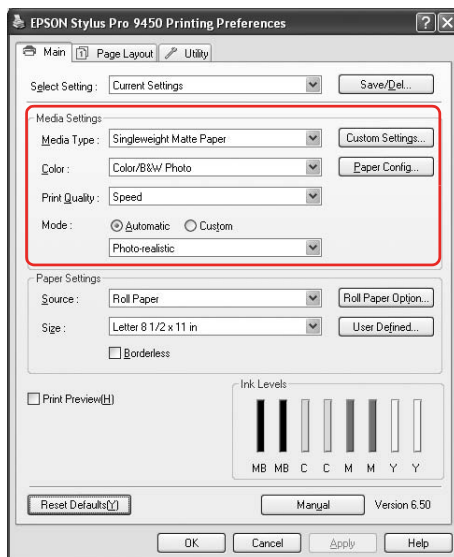 EPSON Stylus Pro 9450 Printing Preferences
Main Page Layout Utility
Select Setting : Current Settings Save/Del...
Media Settings
Media Type : Singleweight Matte Paper Custom Settings...
Color : Color/B&W Photo Paper Config...
Print Quality : Speed
Mode : Automatic Custom
Photo-realistic
Paper Settings
Source : Roll Paper Roll Paper Option...
Size : Letter 8 1/2 x 11 in User Defined...
Borderless
Print Preview(H)
Ink Levels
MB MB C C M M Y Y
Reset Defaults(Y) Manual Version 6.50
OK Cancel Apply Help